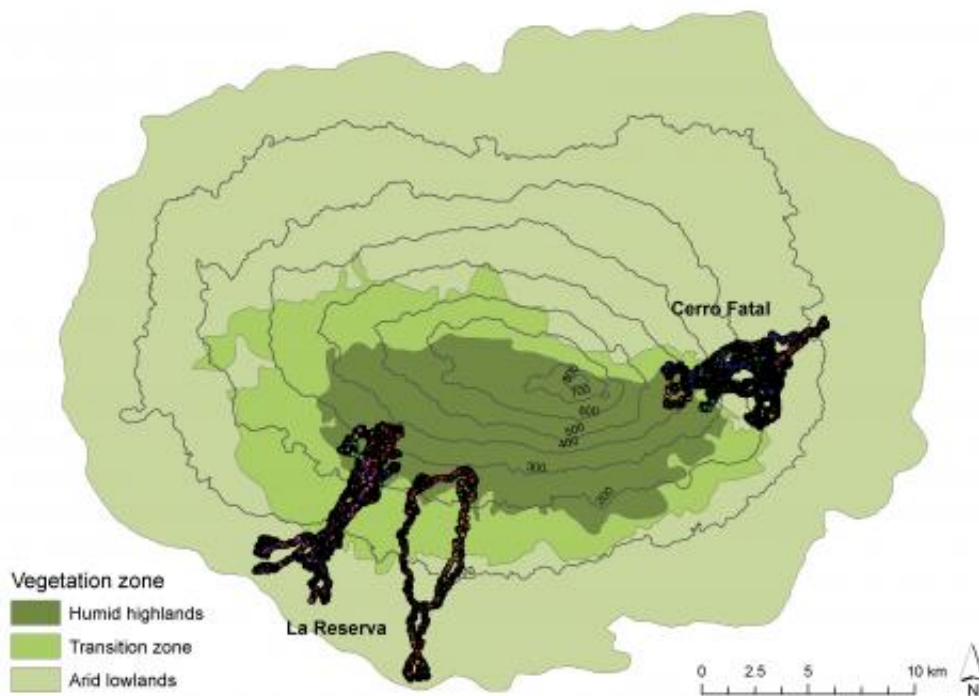 Cerro Fatal
800
700
600
500
400
300
200
La Reserva
Vegetation zone
Humid highlands
Transition zone
Arid lowlands
0 2.5 5 10 km
N